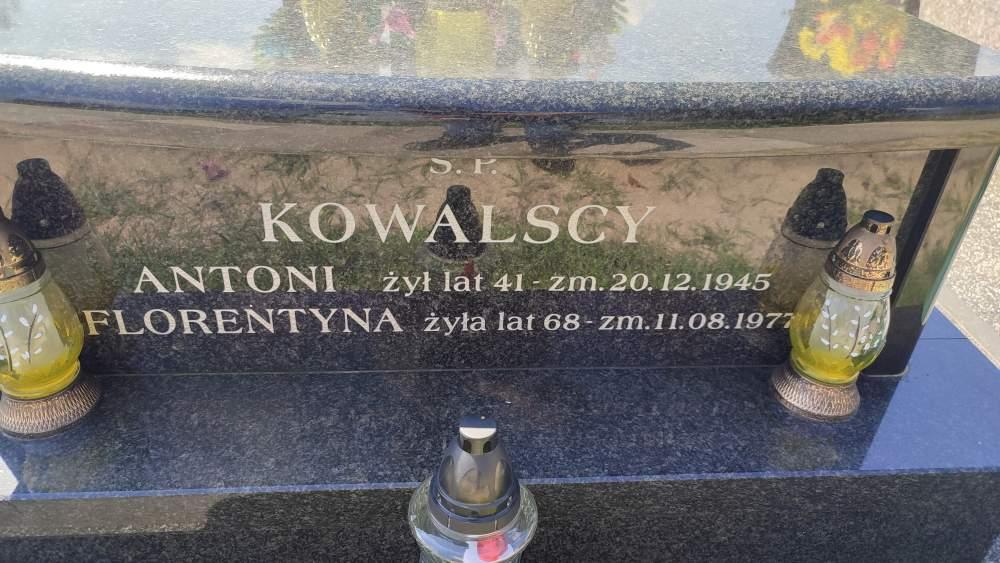 Ś.P.
KOWALSCY
ANTONI żył lat 41 - zm. 20.12.1945
FLORENTYNA żyła lat 68 - zm. 11.08.1977